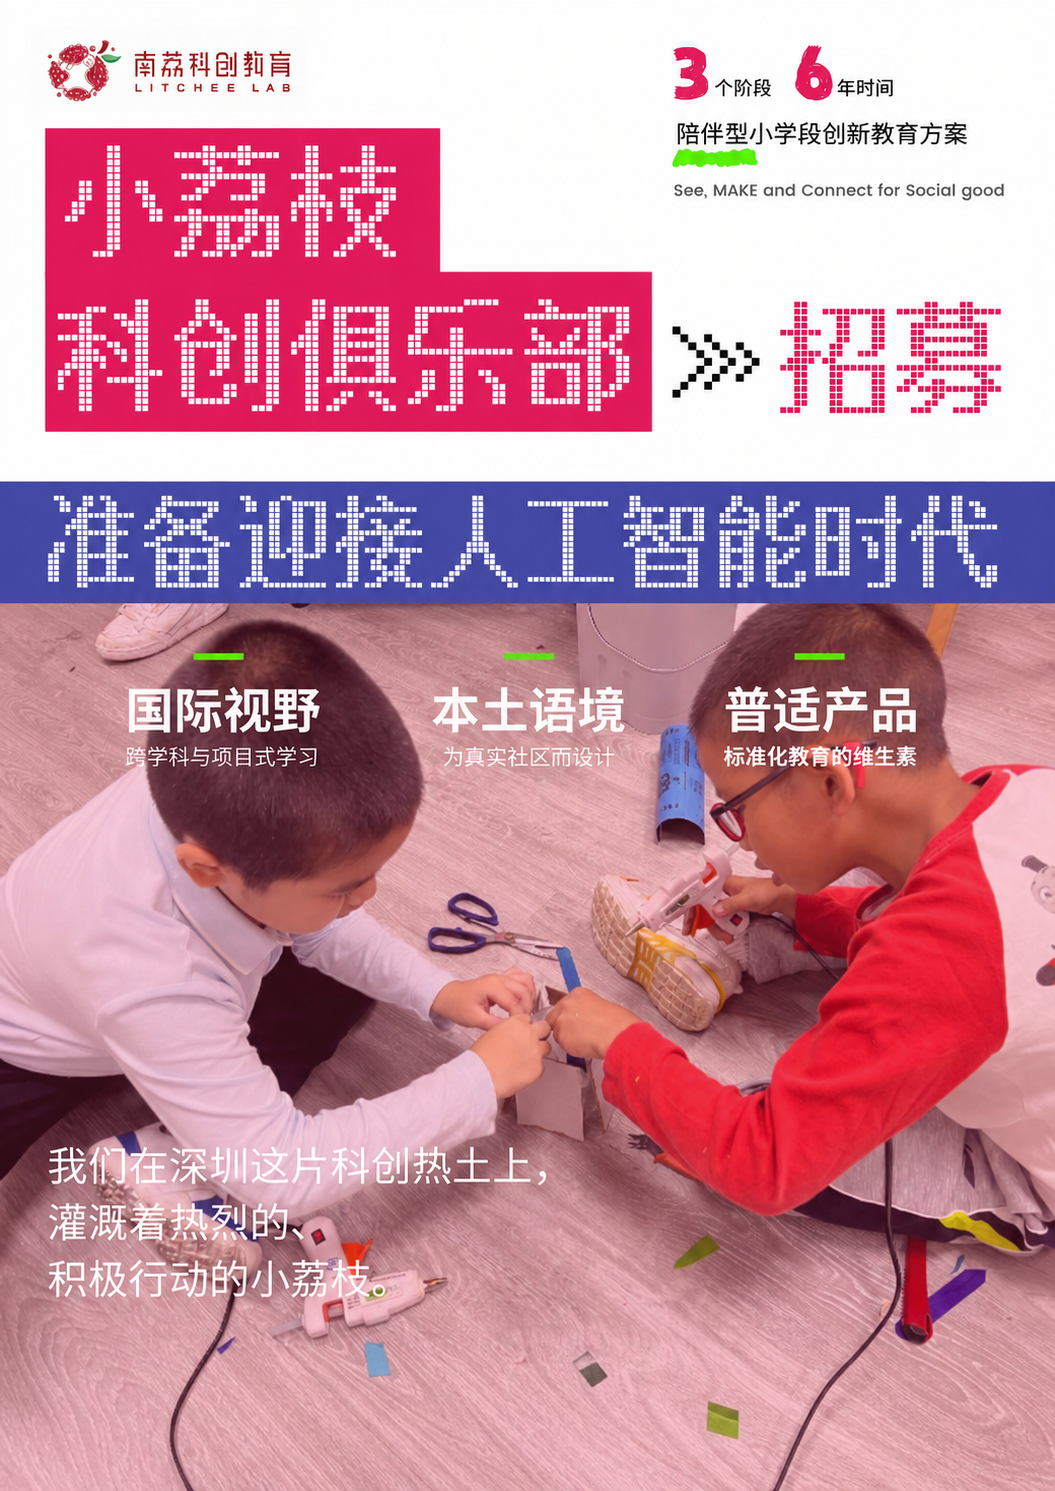 南荔科创教育
LITCHEE LAB
3个阶段 6年时间
陪伴型小学段创新教育方案
See, MAKE and Connect for Social good
小荔枝
科创俱乐部
招募
准备迎接人工智能时代
国际视野
跨学科与项目式学习
本土语境
为真实社区而设计
普适产品
标准化教育的维生素
我们在深圳这片科创热土上，
灌溉着热烈的、
积极行动的小荔枝。